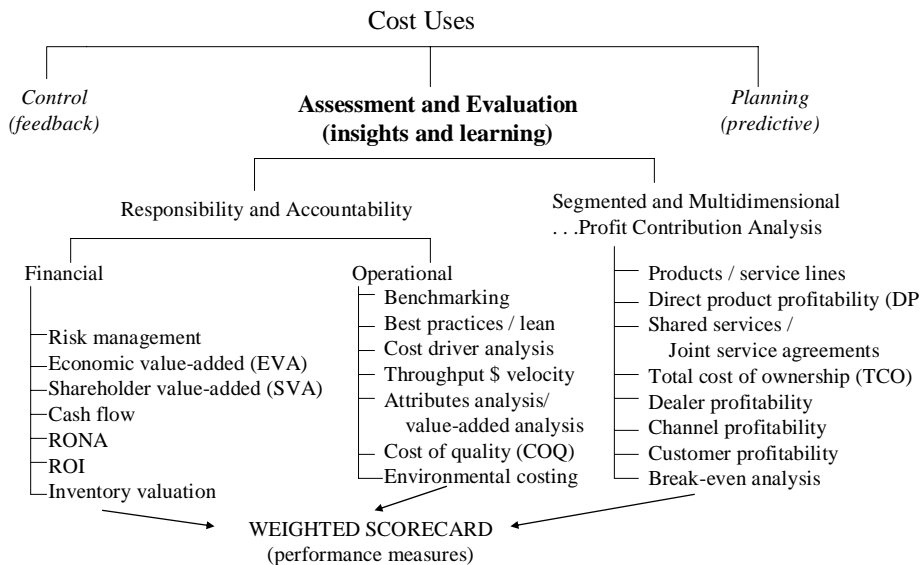 Cost Uses
Control
(feedback)
Assessment and Evaluation
(insights and learning)
Planning
(predictive)
Responsibility and Accountability
Segmented and Multidimensional
. . .Profit Contribution Analysis
Financial
Risk management
Economic value-added (EVA)
Shareholder value-added (SVA)
Cash flow
RONA
ROI
Inventory valuation
Operational
Benchmarking
Best practices / lean
Cost driver analysis
Throughput $ velocity
Attributes analysis/
value-added analysis
Cost of quality (COQ)
Environmental costing
Products / service lines
Direct product profitability (DP
Shared services /
Joint service agreements
Total cost of ownership (TCO)
Dealer profitability
Channel profitability
Customer profitability
Break-even analysis
WEIGHTED SCORECARD
(performance measures)